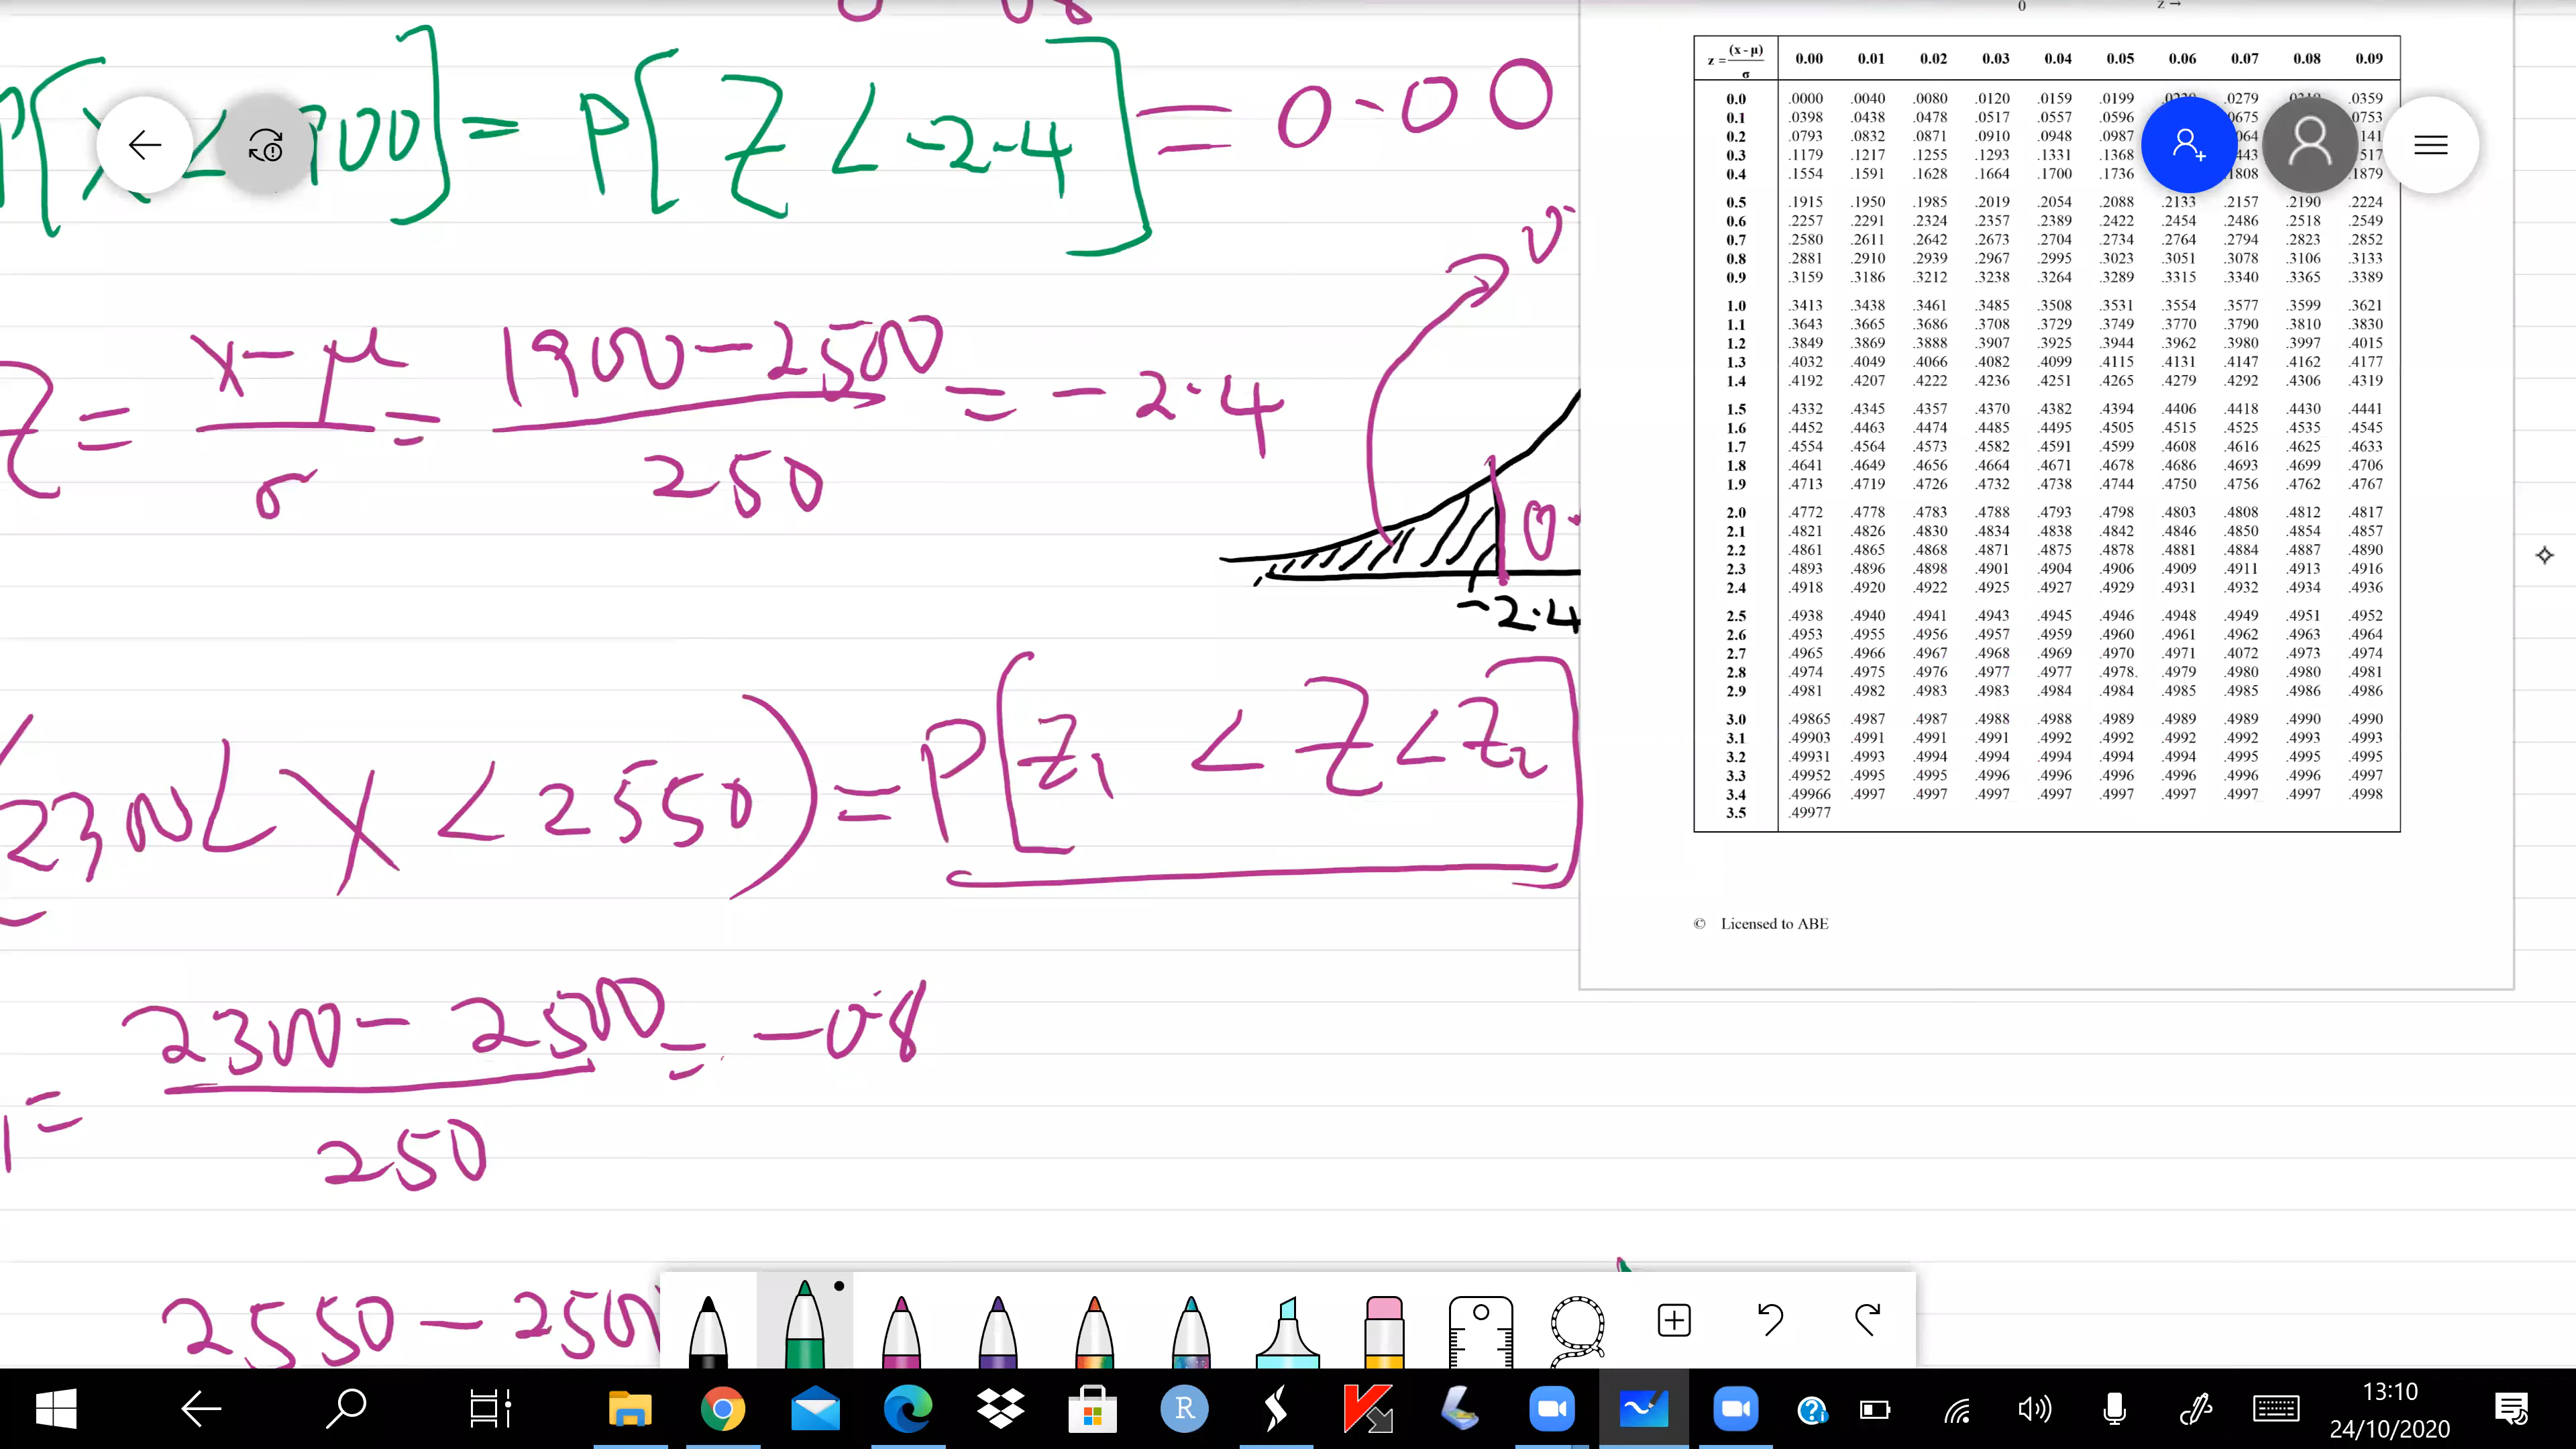 P[X < 1900] = P[Z < -2.4] = 0.00
Z = X - μ / σ = 1900 - 2500 / 250 = -2.4
0.
-2.4
2300 < X < 2550) = P[Z1 < Z < Z2]
1 = 2300 - 2500 / 250 = -0.8
2550 - 2500
0 z →
z = (x - μ) / σ 0.00 0.01 0.02 0.03 0.04 0.05 0.06 0.07 0.08 0.09
0.0 .0000 .0040 .0080 .0120 .0159 .0199 .0279 .0359
0.1 .0398 .0438 .0478 .0517 .0557 .0596 0675 0753
0.2 .0793 .0832 .0871 .0910 .0948 .0987 064 141
0.3 .1179 .1217 .1255 .1293 .1331 .1368 443 517
0.4 .1554 .1591 .1628 .1664 .1700 .1736 1808 1879
0.5 .1915 .1950 .1985 .2019 .2054 .2088 .2133 .2157 .2190 .2224
0.6 .2257 .2291 .2324 .2357 .2389 .2422 .2454 .2486 .2518 .2549
0.7 .2580 .2611 .2642 .2673 .2704 .2734 .2764 .2794 .2823 .2852
0.8 .2881 .2910 .2939 .2967 .2995 .3023 .3051 .3078 .3106 .3133
0.9 .3159 .3186 .3212 .3238 .3264 .3289 .3315 .3340 .3365 .3389
1.0 .3413 .3438 .3461 .3485 .3508 .3531 .3554 .3577 .3599 .3621
1.1 .3643 .3665 .3686 .3708 .3729 .3749 .3770 .3790 .3810 .3830
1.2 .3849 .3869 .3888 .3907 .3925 .3944 .3962 .3980 .3997 .4015
1.3 .4032 .4049 .4066 .4082 .4099 .4115 .4131 .4147 .4162 .4177
1.4 .4192 .4207 .4222 .4236 .4251 .4265 .4279 .4292 .4306 .4319
1.5 .4332 .4345 .4357 .4370 .4382 .4394 .4406 .4418 .4430 .4441
1.6 .4452 .4463 .4474 .4485 .4495 .4505 .4515 .4525 .4535 .4545
1.7 .4554 .4564 .4573 .4582 .4591 .4599 .4608 .4616 .4625 .4633
1.8 .4641 .4649 .4656 .4664 .4671 .4678 .4686 .4693 .4699 .4706
1.9 .4713 .4719 .4726 .4732 .4738 .4744 .4750 .4756 .4762 .4767
2.0 .4772 .4778 .4783 .4788 .4793 .4798 .4803 .4808 .4812 .4817
2.1 .4821 .4826 .4830 .4834 .4838 .4842 .4846 .4850 .4854 .4857
2.2 .4861 .4865 .4868 .4871 .4875 .4878 .4881 .4884 .4887 .4890
2.3 .4893 .4896 .4898 .4901 .4904 .4906 .4909 .4911 .4913 .4916
2.4 .4918 .4920 .4922 .4925 .4927 .4929 .4931 .4932 .4934 .4936
2.5 .4938 .4940 .4941 .4943 .4945 .4946 .4948 .4949 .4951 .4952
2.6 .4953 .4955 .4956 .4957 .4959 .4960 .4961 .4962 .4963 .4964
2.7 .4965 .4966 .4967 .4968 .4969 .4970 .4971 .4072 .4973 .4974
2.8 .4974 .4975 .4976 .4977 .4977 .4978. .4979 .4980 .4980 .4981
2.9 .4981 .4982 .4983 .4983 .4984 .4984 .4985 .4985 .4986 .4986
3.0 .49865 .4987 .4987 .4988 .4988 .4989 .4989 .4989 .4990 .4990
3.1 .49903 .4991 .4991 .4991 .4992 .4992 .4992 .4992 .4993 .4993
3.2 .49931 .4993 .4994 .4994 .4994 .4994 .4994 .4995 .4995 .4995
3.3 .49952 .4995 .4995 .4996 .4996 .4996 .4996 .4996 .4996 .4997
3.4 .49966 .4997 .4997 .4997 .4997 .4997 .4997 .4997 .4997 .4998
3.5 .49977
© Licensed to ABE
R
13:10
24/10/2020